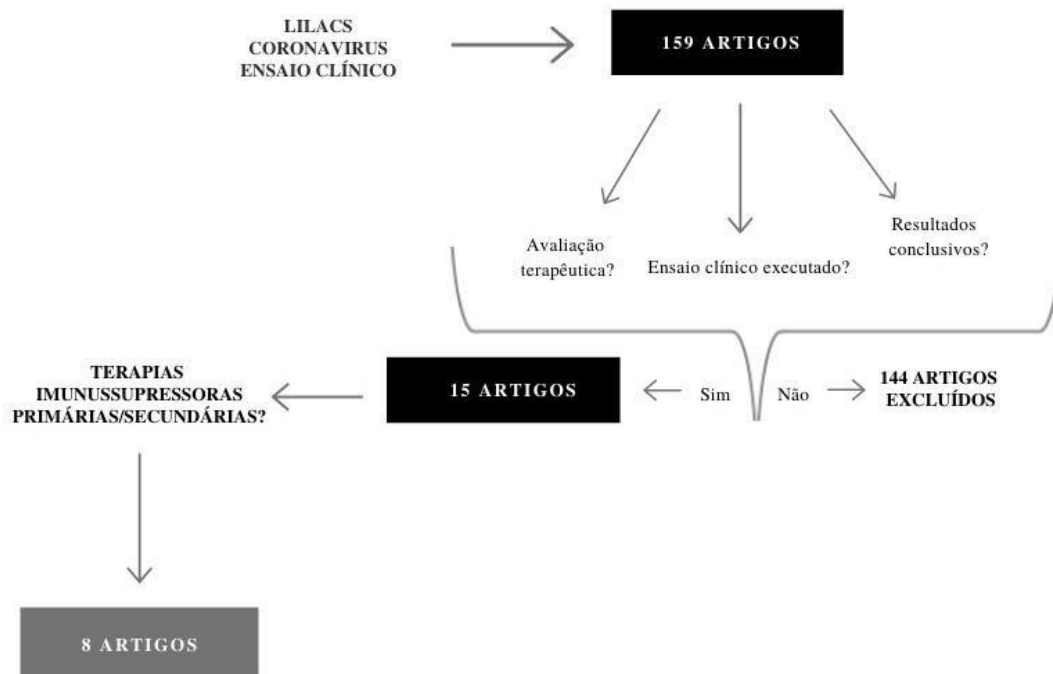 LILACS
CORONAVIRUS
ENSAIO CLÍNICO
159 ARTIGOS
Avaliação
terapêutica?
Ensaio clínico executado?
Resultados
conclusivos?
TERAPIAS
IMUNUSSUPRESSORAS
PRIMÁRIAS/SECUNDÁRIAS?
15 ARTIGOS
Sim
Não
144 ARTIGOS
EXCLUÍDOS
8 ARTIGOS